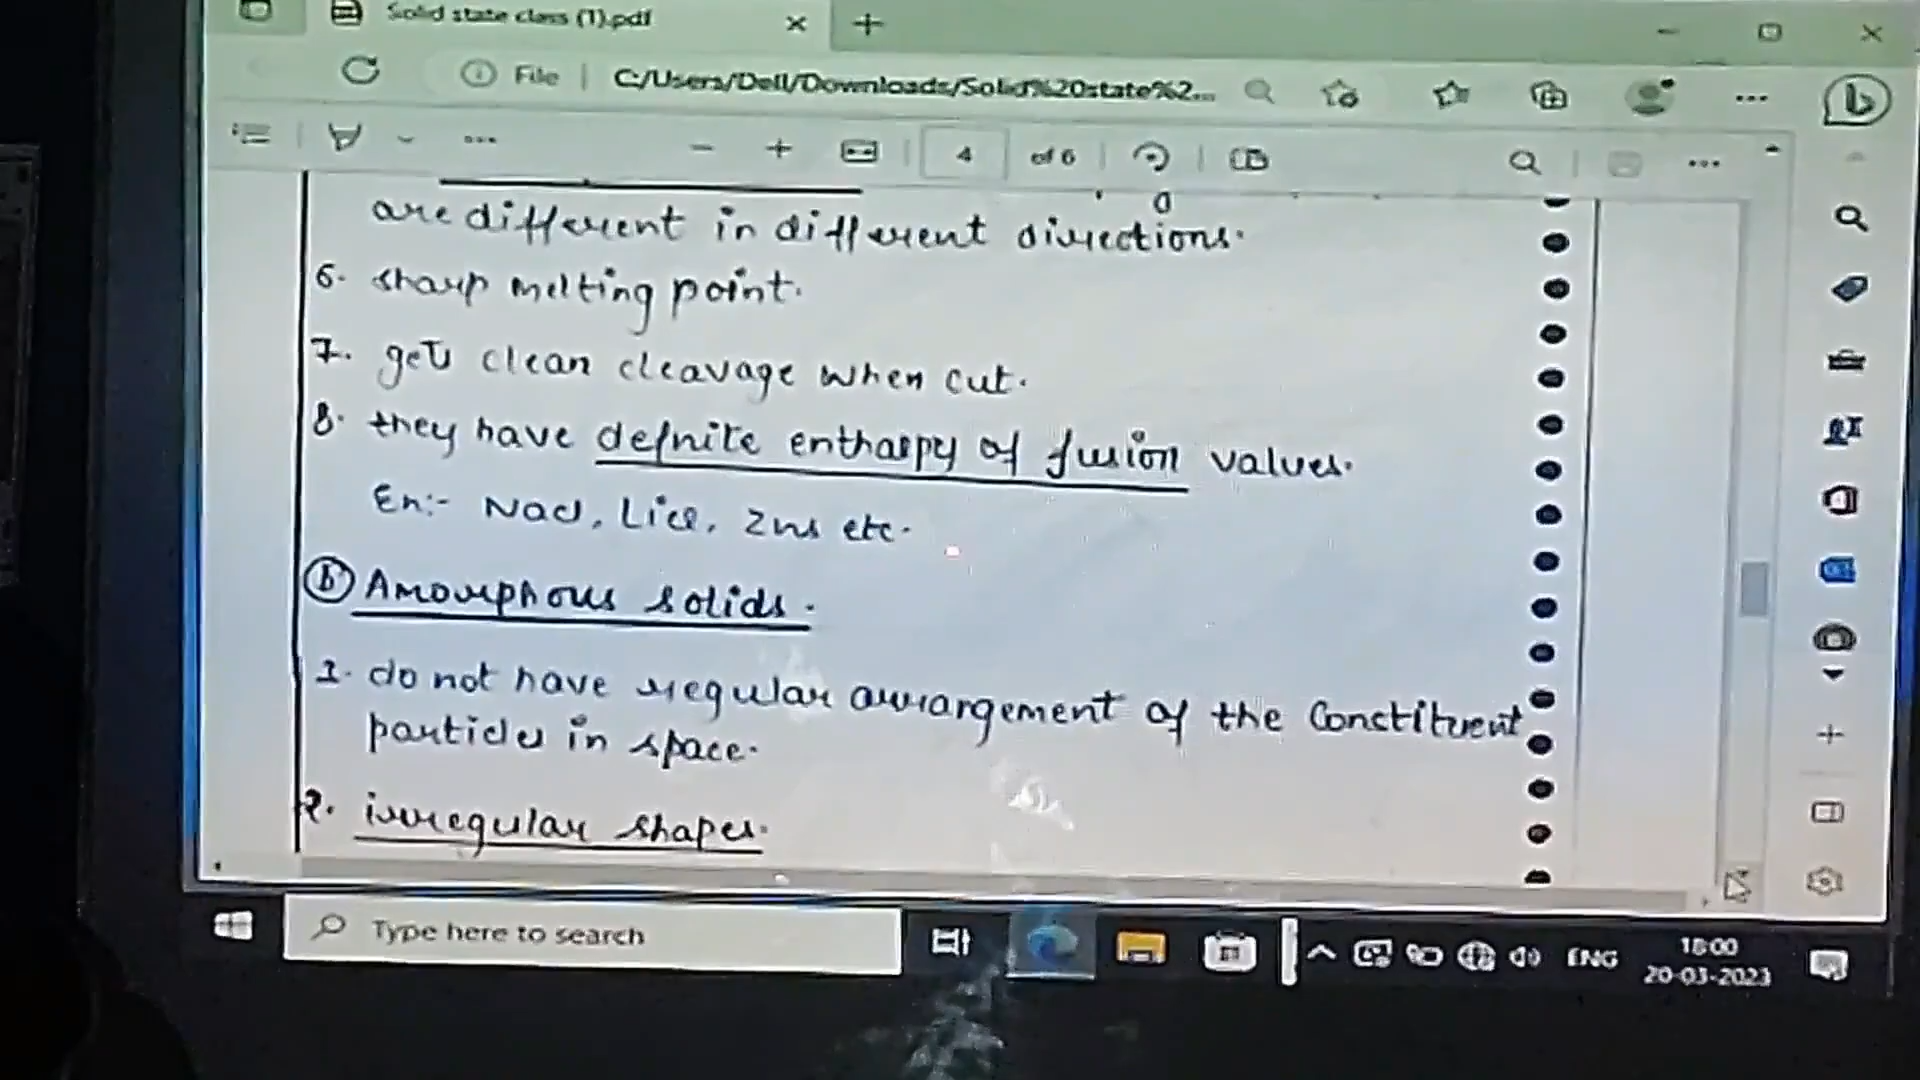 Solid state class (1).pdf
File
C:/Users/Dell/Downloads/Solid%20state%2...
4 of 6
are different in different directions.
6. sharp melting point.
7. gets clean cleavage when cut.
8. they have definite enthalpy of fusion values.
Ex:- NaCl, LiCl, ZnS etc.
(b) Amorphous solids.
1. do not have regular arrangement of the Constituent
particles in space.
2. irregular shapes.
Type here to search
ENG
18:00
20-03-2023